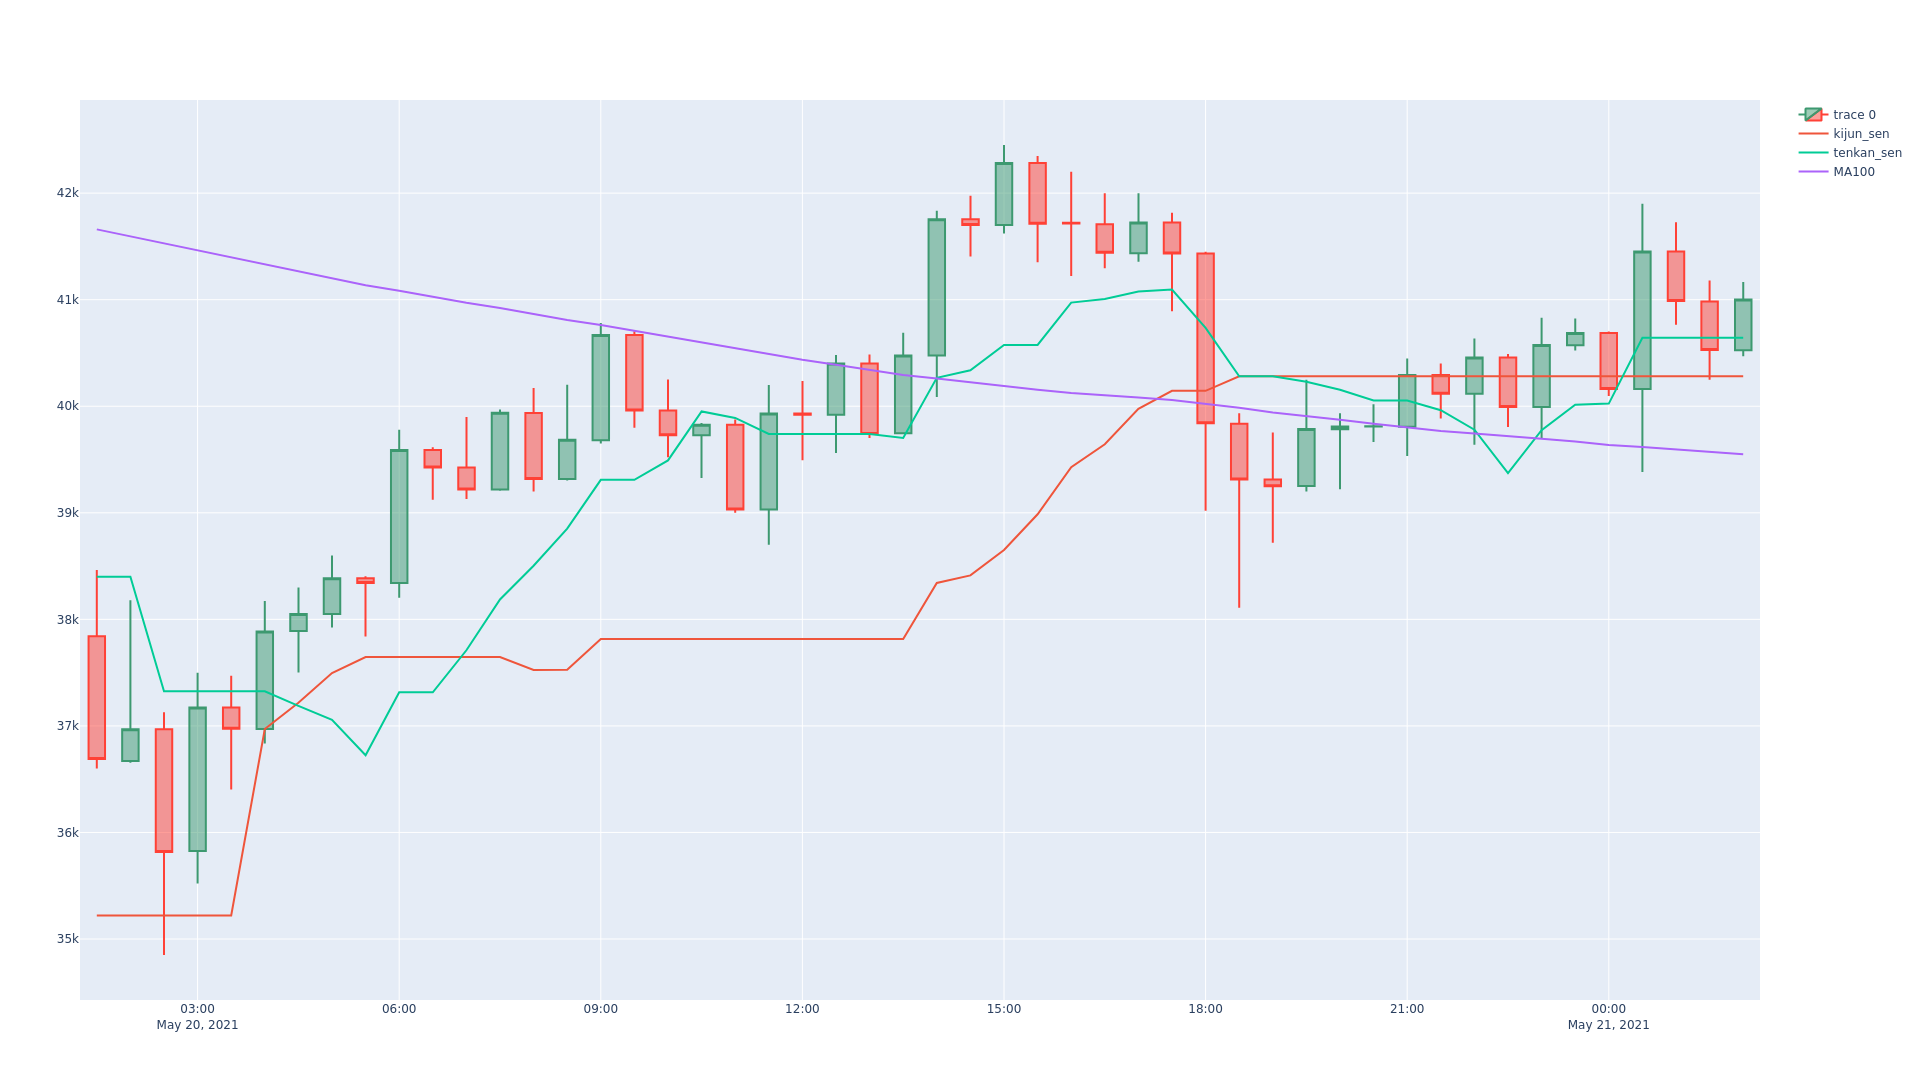 trace 0
kijun_sen
tenkan_sen
MA100
42k
41k
40k
39k
38k
37k
36k
35k
03:00 06:00 09:00 12:00 15:00 18:00 21:00 00:00
May 20, 2021 May 21, 2021